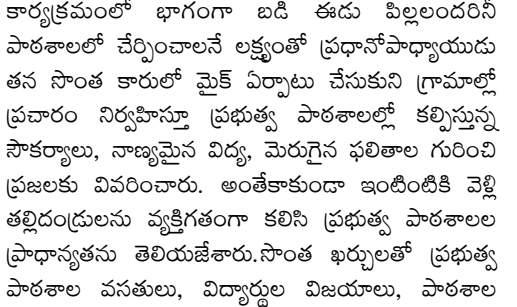 కార్యక్రమంలో భాగంగా బడి ఈడు పిల్లలందరినీ
పాఠశాలలో చేర్పించాలనే లక్ష్యంతో ప్రధానోపాధ్యాయుడు
తన సొంత కారులో మైక్ ఏర్పాటు చేసుకుని గ్రామాల్లో
ప్రచారం నిర్వహిస్తూ ప్రభుత్వ పాఠశాలల్లో కల్పిస్తున్న
సౌకర్యాలు, నాణ్యమైన విద్య, మెరుగైన ఫలితాల గురించి
ప్రజలకు వివరించారు. అంతేకాకుండా ఇంటింటికి వెళ్లి
తల్లిదండ్రులను వ్యక్తిగతంగా కలిసి ప్రభుత్వ పాఠశాలల
ప్రాధాన్యతను తెలియజేశారు.సొంత ఖర్చులతో ప్రభుత్వ
పాఠశాల వసతులు, విద్యార్థుల విజయాలు, పాఠశాల